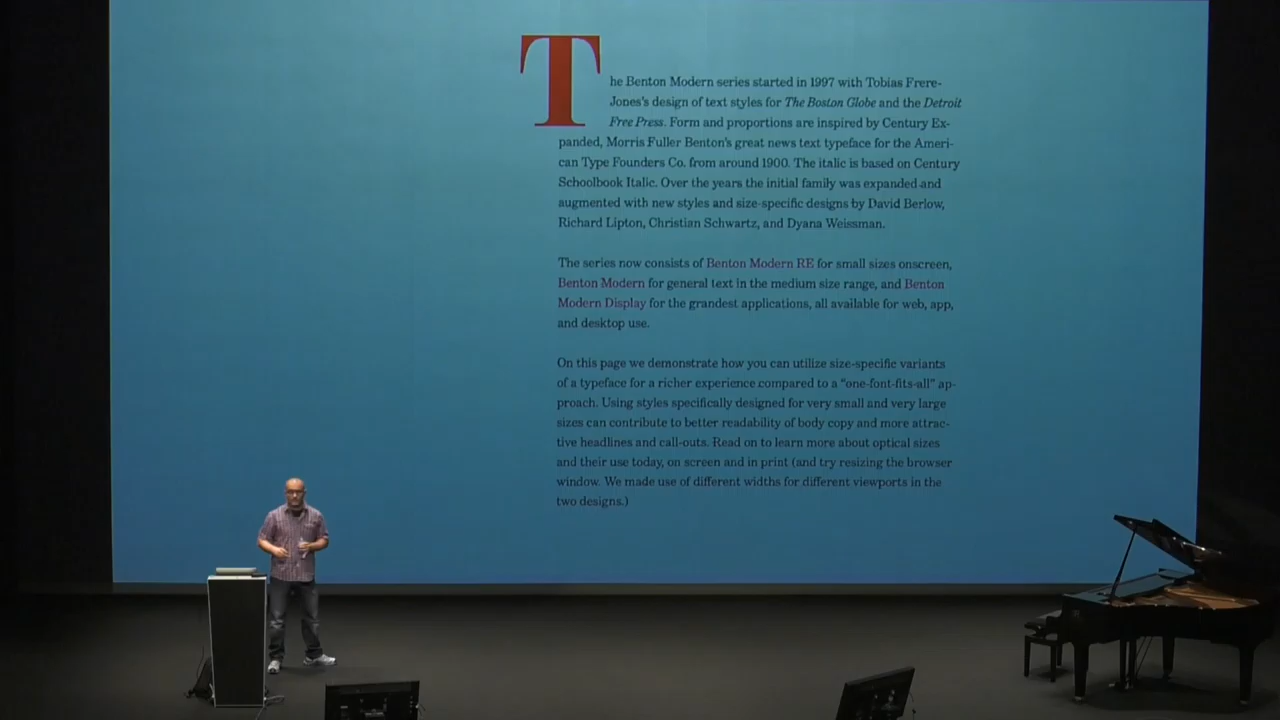 The Benton Modern series started in 1997 with Tobias Frere-
Jones's design of text styles for The Boston Globe and the Detroit
Free Press. Form and proportions are inspired by Century Ex-
panded, Morris Fuller Benton's great news text typeface for the Ameri-
can Type Founders Co. from around 1900. The italic is based on Century
Schoolbook Italic. Over the years the initial family was expanded and
augmented with new styles and size-specific designs by David Berlow,
Richard Lipton, Christian Schwartz, and Dyana Weissman.
The series now consists of Benton Modern RE for small sizes onscreen,
Benton Modern for general text in the medium size range, and Benton
Modern Display for the grandest applications, all available for web, app,
and desktop use.
On this page we demonstrate how you can utilize size-specific variants
of a typeface for a richer experience compared to a “one-font-fits-all” ap-
proach. Using styles specifically designed for very small and very large
sizes can contribute to better readability of body copy and more attrac-
tive headlines and call-outs. Read on to learn more about optical sizes
and their use today, on screen and in print (and try resizing the browser
window. We made use of different widths for different viewports in the
two designs.)